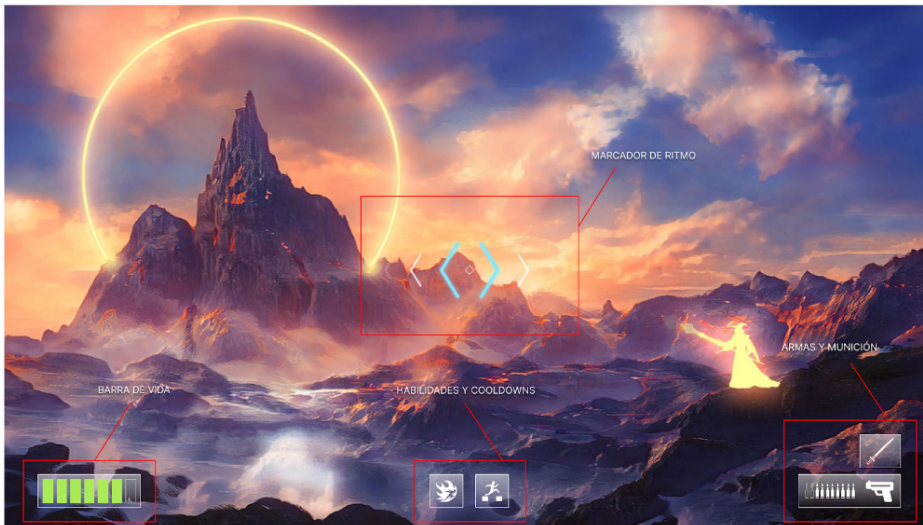 MARCADOR DE RITMO
ARMAS Y MUNICIÓN
BARRA DE VIDA
HABILIDADES Y COOLDOWNS